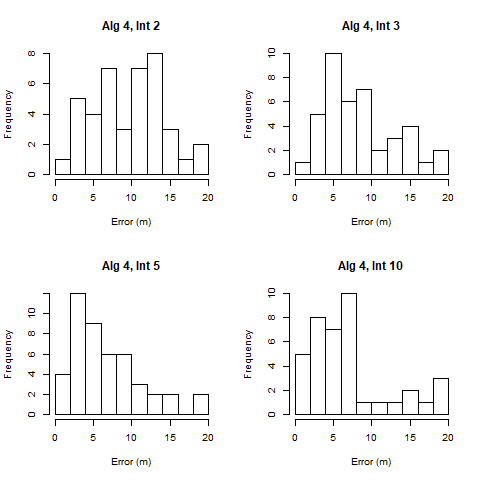 Alg 4, Int 2
Frequency
0 2 4 6 8
0 5 10 15 20
Error (m)
Alg 4, Int 3
Frequency
0 2 4 6 8 10
0 5 10 15 20
Error (m)
Alg 4, Int 5
Frequency
0 2 4 6 8 10
0 5 10 15 20
Error (m)
Alg 4, Int 10
Frequency
0 2 4 6 8 10
0 5 10 15 20
Error (m)